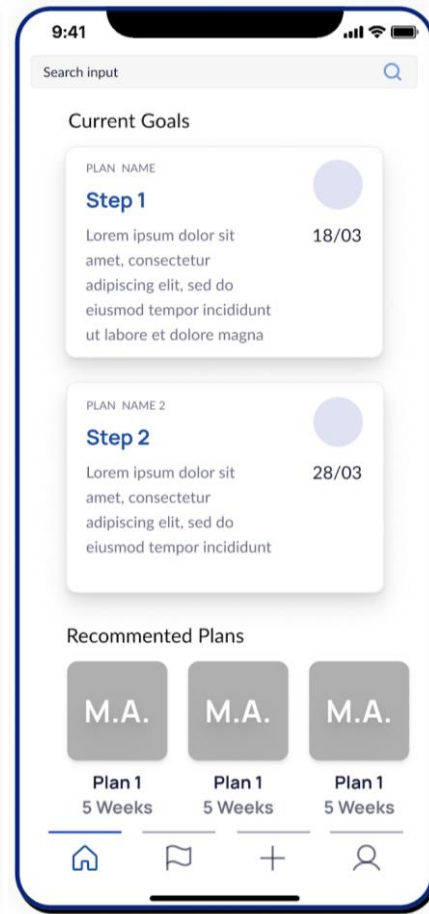 9:41
Search input
Current Goals
PLAN NAME
Step 1
Lorem ipsum dolor sit
amet, consectetur
adipiscing elit, sed do
eiusmod tempor incididunt
ut labore et dolore magna
18/03
PLAN NAME 2
Step 2
Lorem ipsum dolor sit
amet, consectetur
adipiscing elit, sed do
eiusmod tempor incididunt
28/03
Recommented Plans
M.A. M.A. M.A.
Plan 1 Plan 1 Plan 1
5 Weeks 5 Weeks 5 Weeks